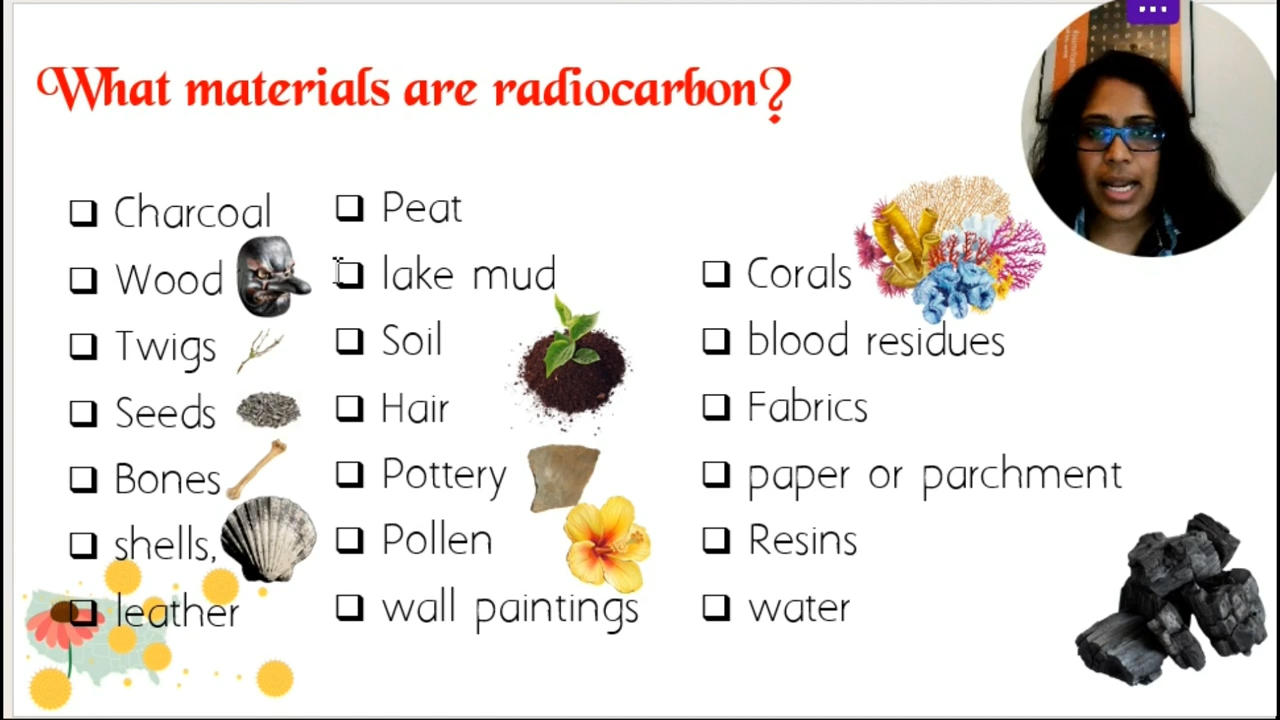 What materials are radiocarbon?
Charcoal
Wood
Twigs
Seeds
Bones
shells,
leather
Peat
lake mud
Soil
Hair
Pottery
Pollen
wall paintings
Corals
blood residues
Fabrics
paper or parchment
Resins
water